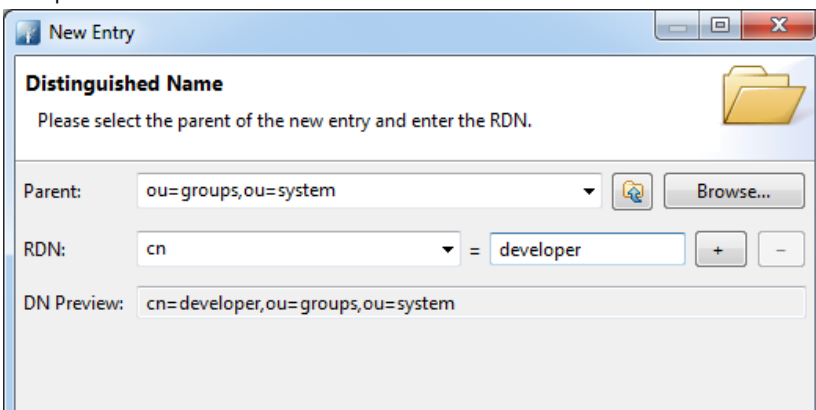 New Entry
Distinguished Name
Please select the parent of the new entry and enter the RDN.
Parent: ou=groups,ou=system Browse...
RDN: cn = developer + -
DN Preview: cn=developer,ou=groups,ou=system